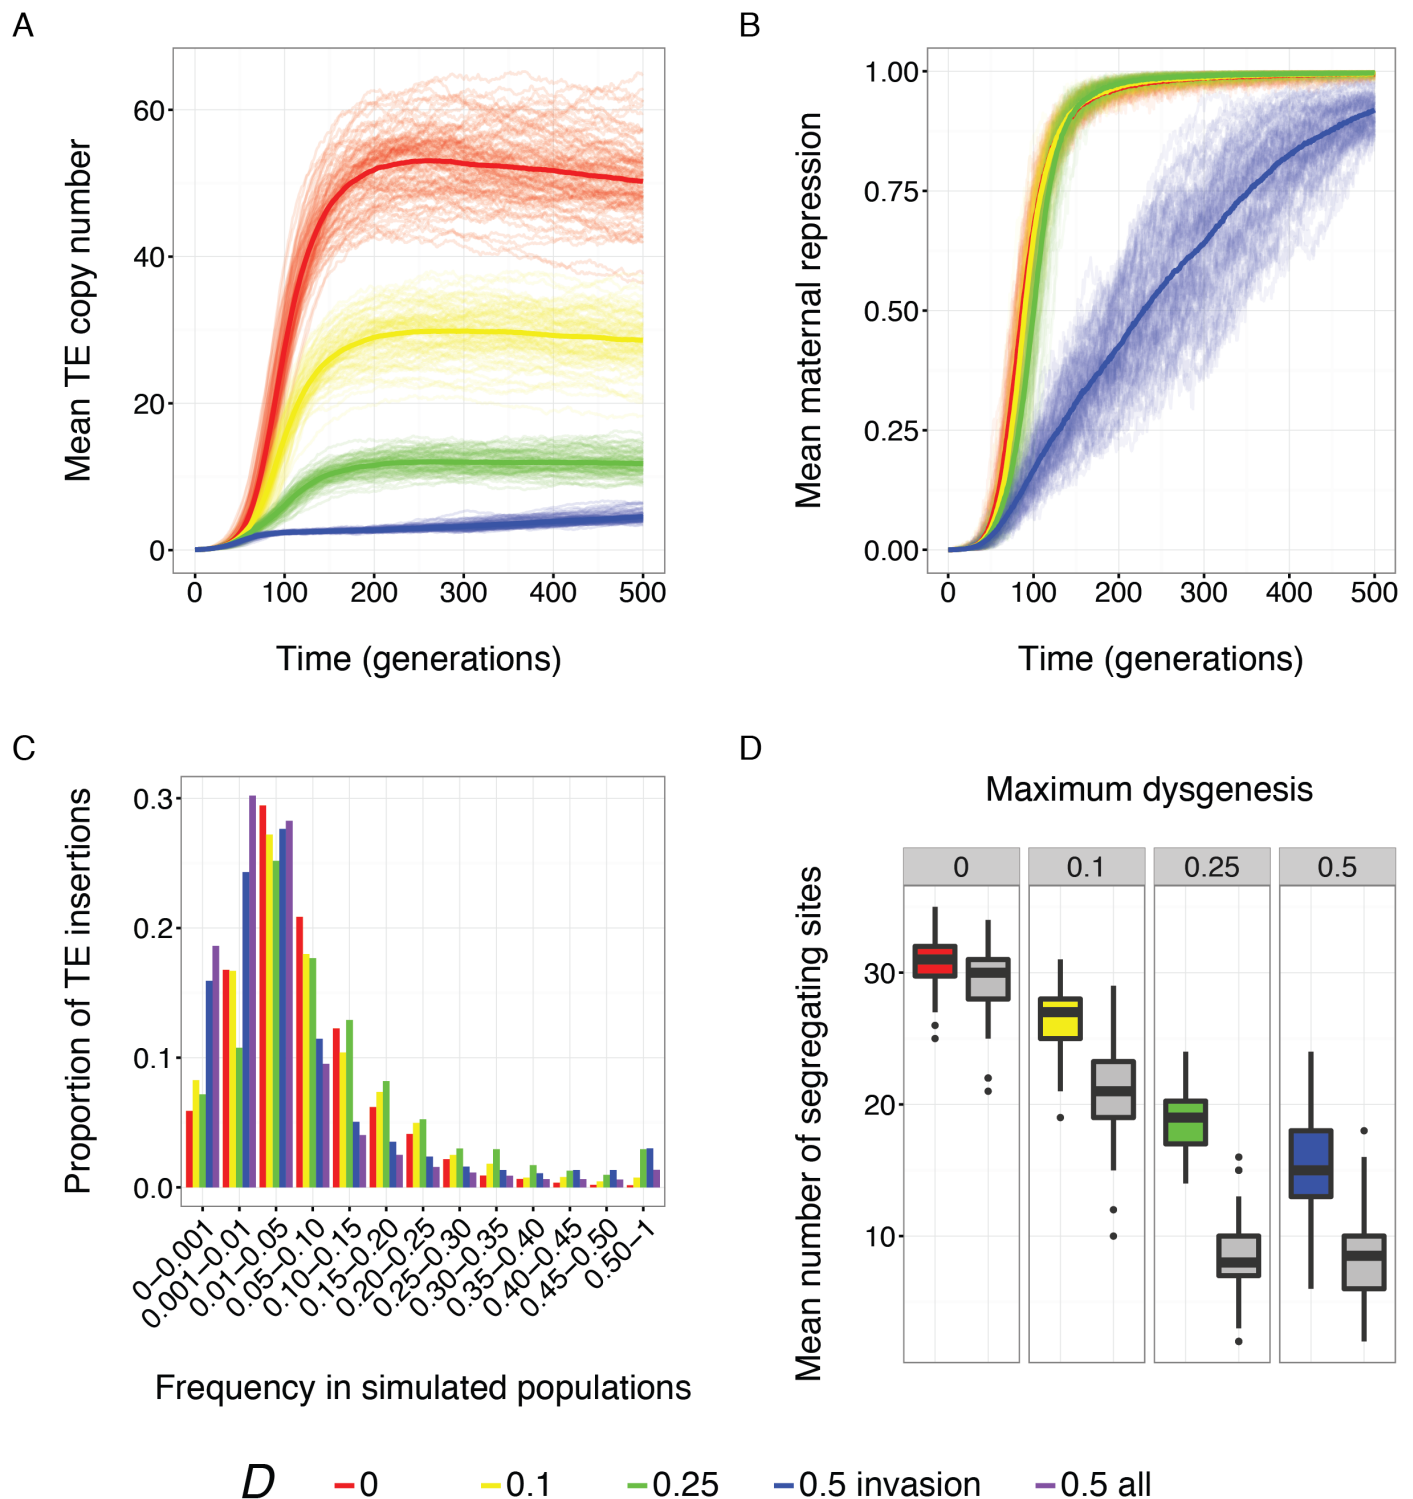 A
Mean TE copy number
60
40
20
0
0 100 200 300 400 500
Time (generations)
B
Mean maternal repression
1.00
0.75
0.50
0.25
0.00
0 100 200 300 400 500
Time (generations)
C
Proportion of TE insertions
0.3
0.2
0.1
0.0
0–0.001
0.001–0.01
0.01–0.05
0.05–0.10
0.10–0.15
0.15–0.20
0.20–0.25
0.25–0.30
0.30–0.35
0.35–0.40
0.40–0.45
0.45–0.50
0.50–1
Frequency in simulated populations
D
Maximum dysgenesis
0 0.1 0.25 0.5
Mean number of segregating sites
30
20
10
D 0 0.1 0.25 0.5 invasion 0.5 all